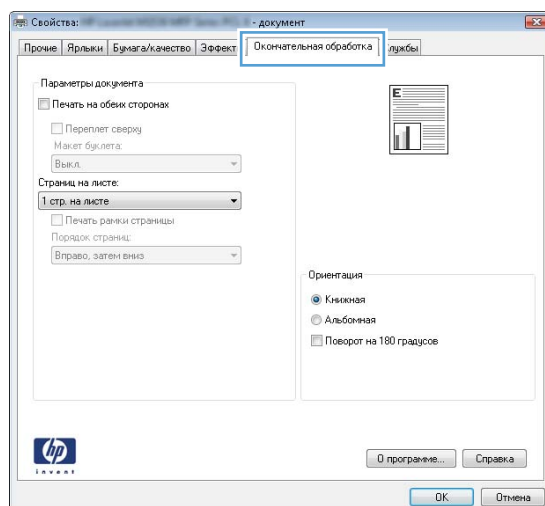 Свойства: - документ
Прочие Ярлыки Бумага/качество Эффект Окончательная обработка лужбы
Параметры документа
Печать на обеих сторонах
Переплет сверху
Макет буклета:
Выкл.
Страниц на листе:
1 стр. на листе
Печать рамки страницы
Порядок страниц:
Вправо, затем вниз
E
Ориентация
Книжная
Альбомная
Поворот на 180 градусов
hp
invent
О программе... Справка
OK Отмена